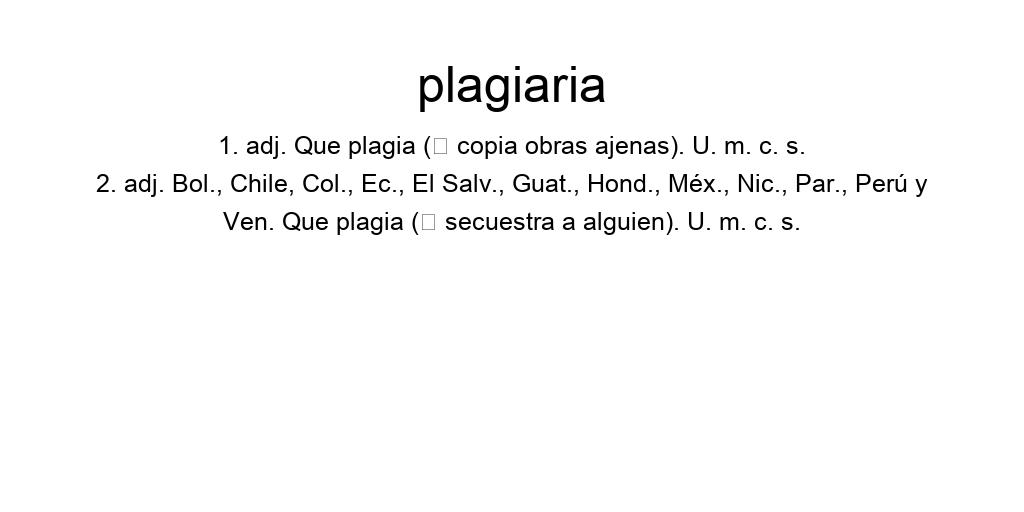 plagiaria
1. adj. Que plagia (□ copia obras ajenas). U. m. c. s.
2. adj. Bol., Chile, Col., Ec., El Salv., Guat., Hond., Méx., Nic., Par., Perú y
Ven. Que plagia (□ secuestra a alguien). U. m. c. s.